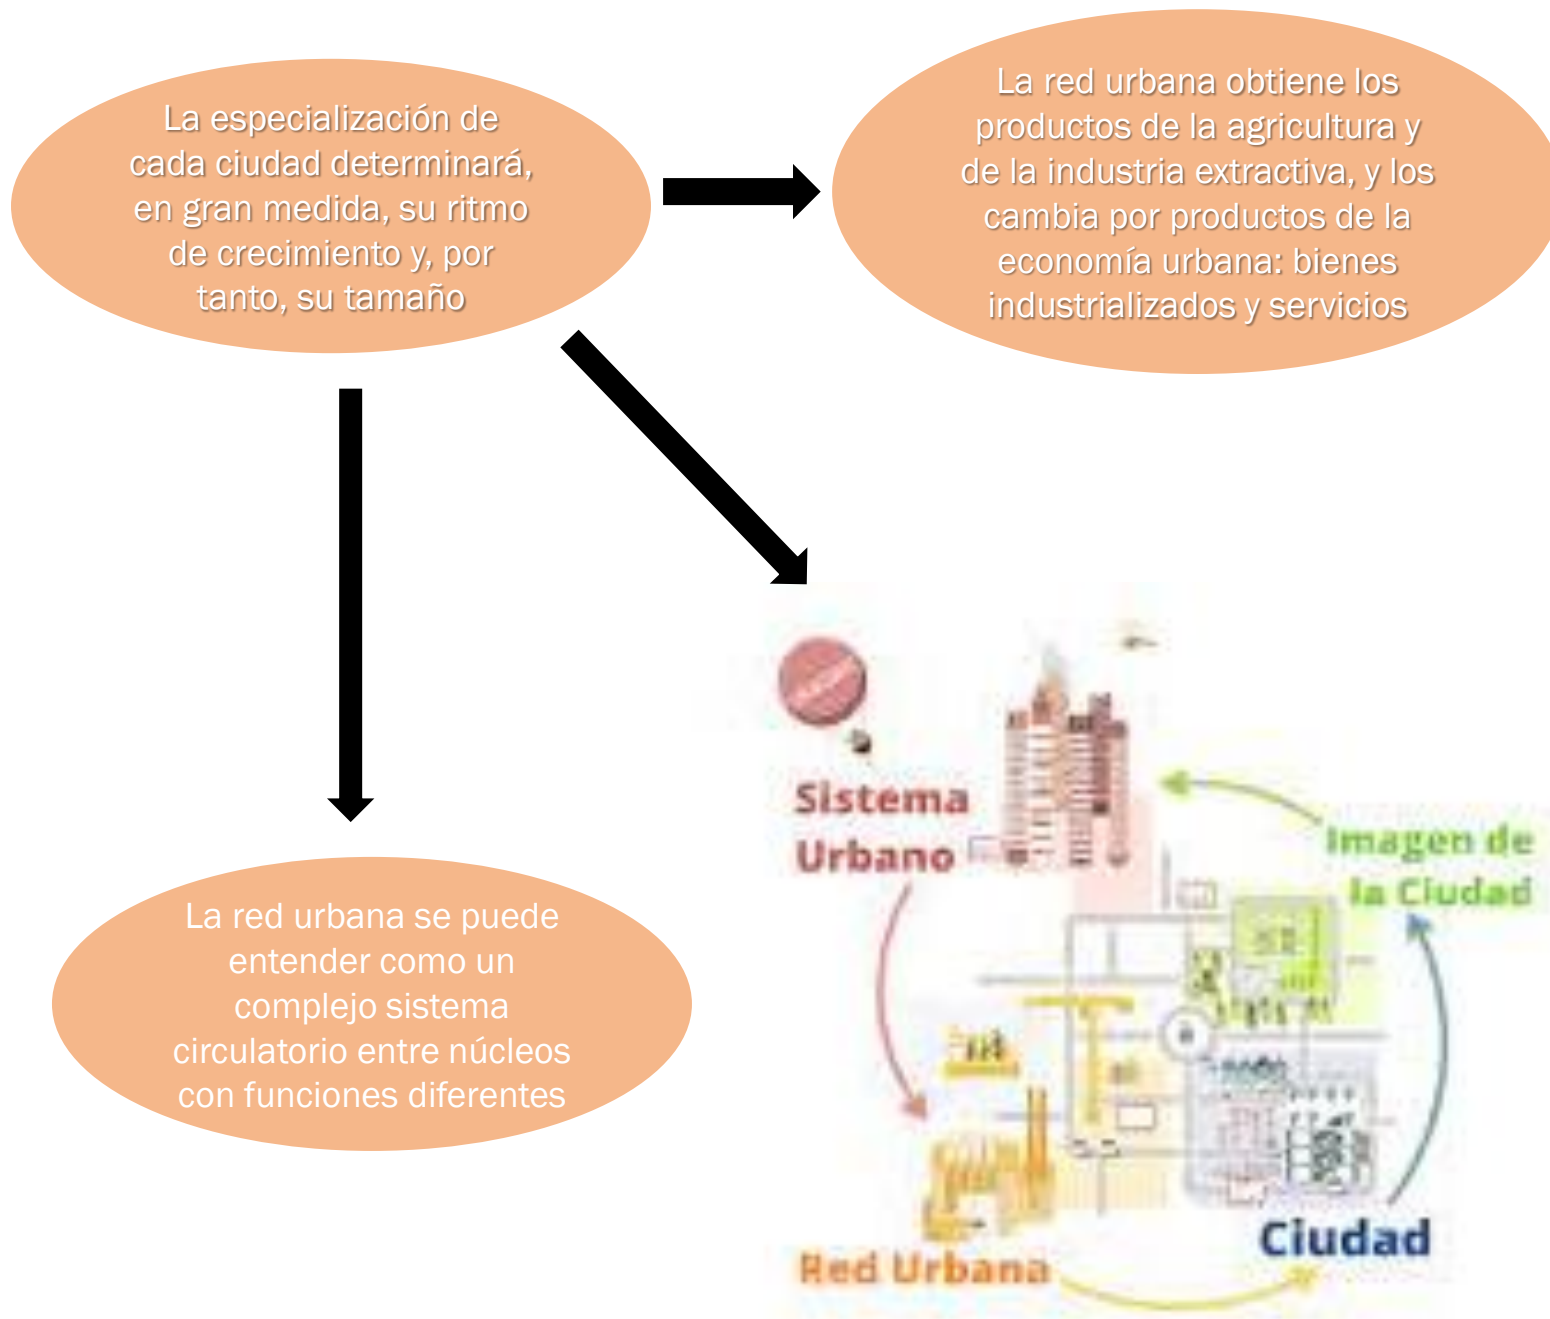 La especialización de
cada ciudad determinará,
en gran medida, su ritmo
de crecimiento y, por
tanto, su tamaño
La red urbana obtiene los
productos de la agricultura y
de la industria extractiva, y los
cambia por productos de la
economía urbana: bienes
industrializados y servicios
La red urbana se puede
entender como un
complejo sistema
circulatorio entre núcleos
con funciones diferentes
Sistema
Urbano
Imagen de
la Ciudad
Ciudad
Red Urbana